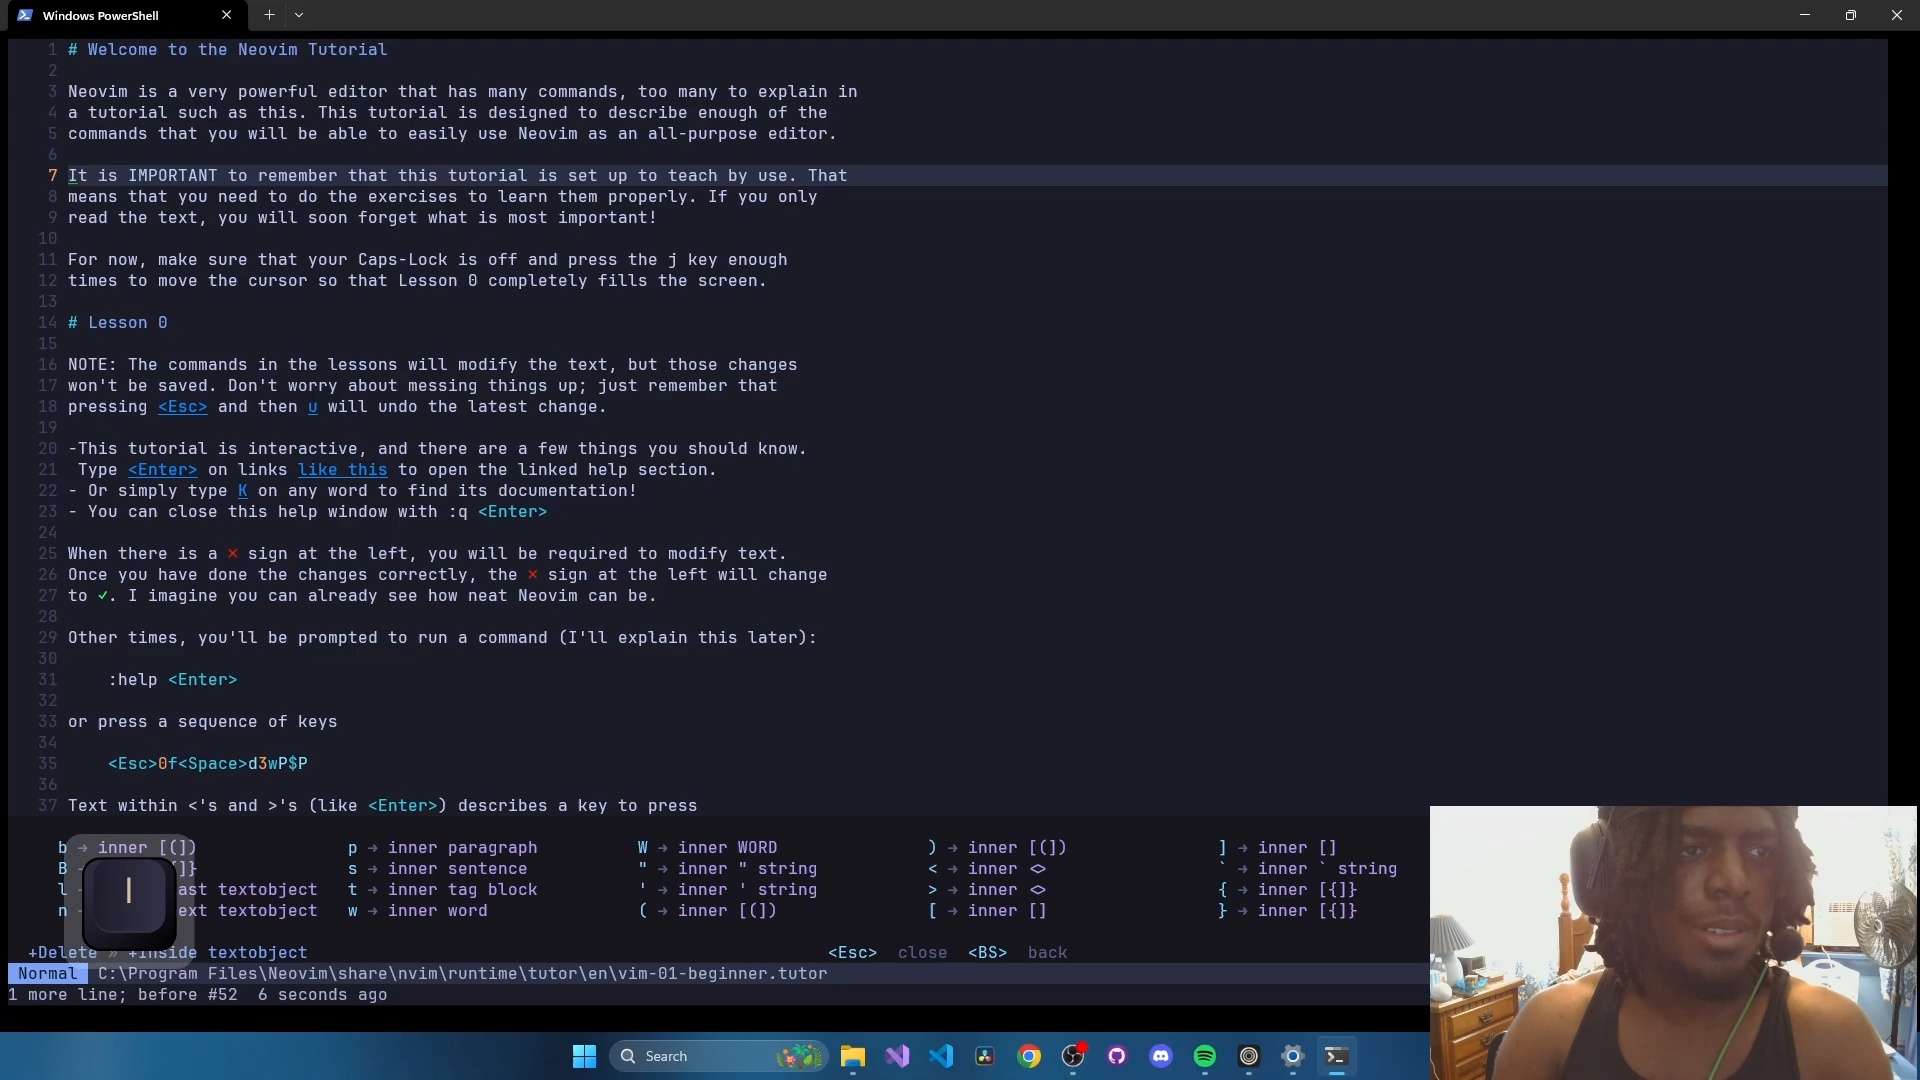 Windows PowerShell
1 # Welcome to the Neovim Tutorial
2
3 Neovim is a very powerful editor that has many commands, too many to explain in
4 a tutorial such as this. This tutorial is designed to describe enough of the
5 commands that you will be able to easily use Neovim as an all-purpose editor.
6
7 It is IMPORTANT to remember that this tutorial is set up to teach by use. That
8 means that you need to do the exercises to learn them properly. If you only
9 read the text, you will soon forget what is most important!
10
11 For now, make sure that your Caps-Lock is off and press the j key enough
12 times to move the cursor so that Lesson 0 completely fills the screen.
13
14 # Lesson 0
15
16 NOTE: The commands in the lessons will modify the text, but those changes
17 won't be saved. Don't worry about messing things up; just remember that
18 pressing <Esc> and then u will undo the latest change.
19
20 -This tutorial is interactive, and there are a few things you should know.
21  Type <Enter> on links like this to open the linked help section.
22 - Or simply type K on any word to find its documentation!
23 - You can close this help window with :q <Enter>
24
25 When there is a ✗ sign at the left, you will be required to modify text.
26 Once you have done the changes correctly, the ✗ sign at the left will change
27 to ✓. I imagine you can already see how neat Neovim can be.
28
29 Other times, you'll be prompted to run a command (I'll explain this later):
30
31     :help <Enter>
32
33 or press a sequence of keys
34
35     <Esc>0f<Space>d3wP$P
36
37 Text within <'s and >'s (like <Enter>) describes a key to press
b → inner [(])  p → inner paragraph  W → inner WORD  ) → inner [(])  ] → inner []
B ]}  s → inner sentence  " → inner " string  < → inner <>  ` → inner ` string
l ast textobject  t → inner tag block  ' → inner ' string  > → inner <>  { → inner [{]}
n ext textobject  w → inner word  ( → inner [(])  [ → inner []  } → inner [{]}
+Delete » +Inside textobject  <Esc> close <BS> back
Normal C:\Program Files\Neovim\share\nvim\runtime\tutor\en\vim-01-beginner.tutor
1 more line; before #52  6 seconds ago
Search